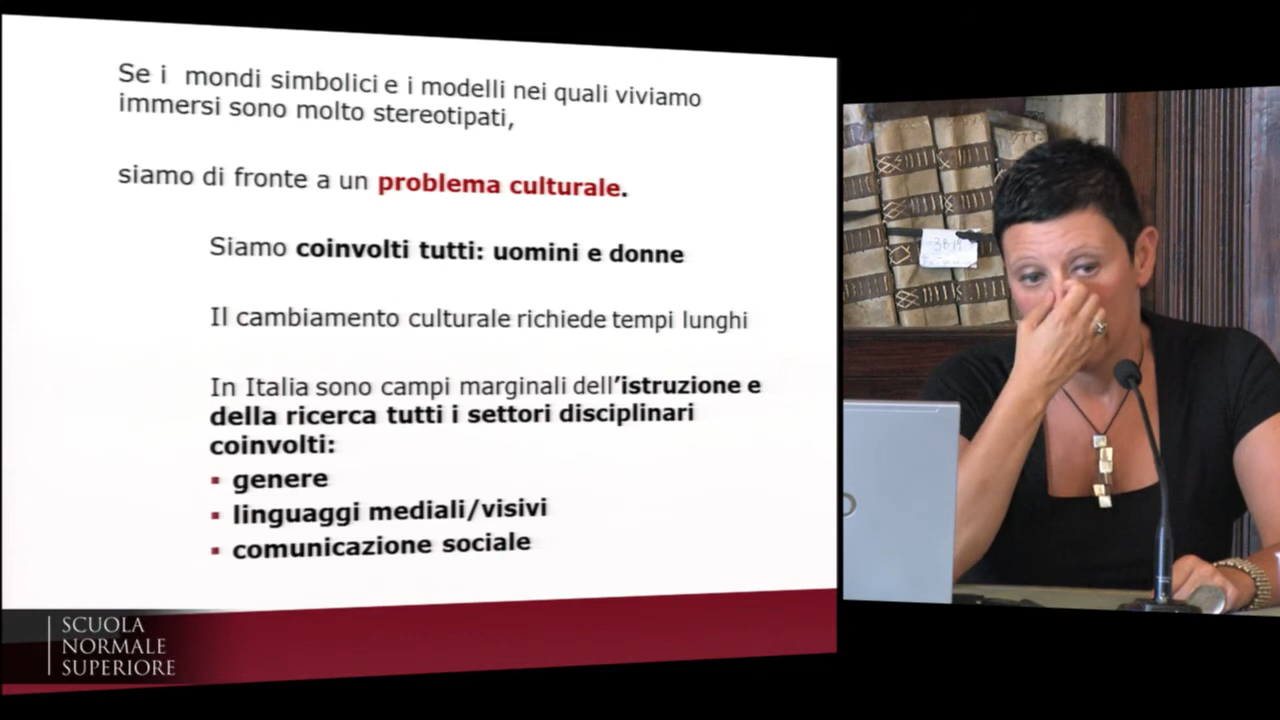 Se i mondi simbolici e i modelli nei quali viviamo
immersi sono molto stereotipati,
siamo di fronte a un problema culturale.
Siamo coinvolti tutti: uomini e donne
Il cambiamento culturale richiede tempi lunghi
In Italia sono campi marginali dell'istruzione e
della ricerca tutti i settori disciplinari
coinvolti:
▪ genere
▪ linguaggi mediali/visivi
▪ comunicazione sociale
SCUOLA
NORMALE
SUPERIORE